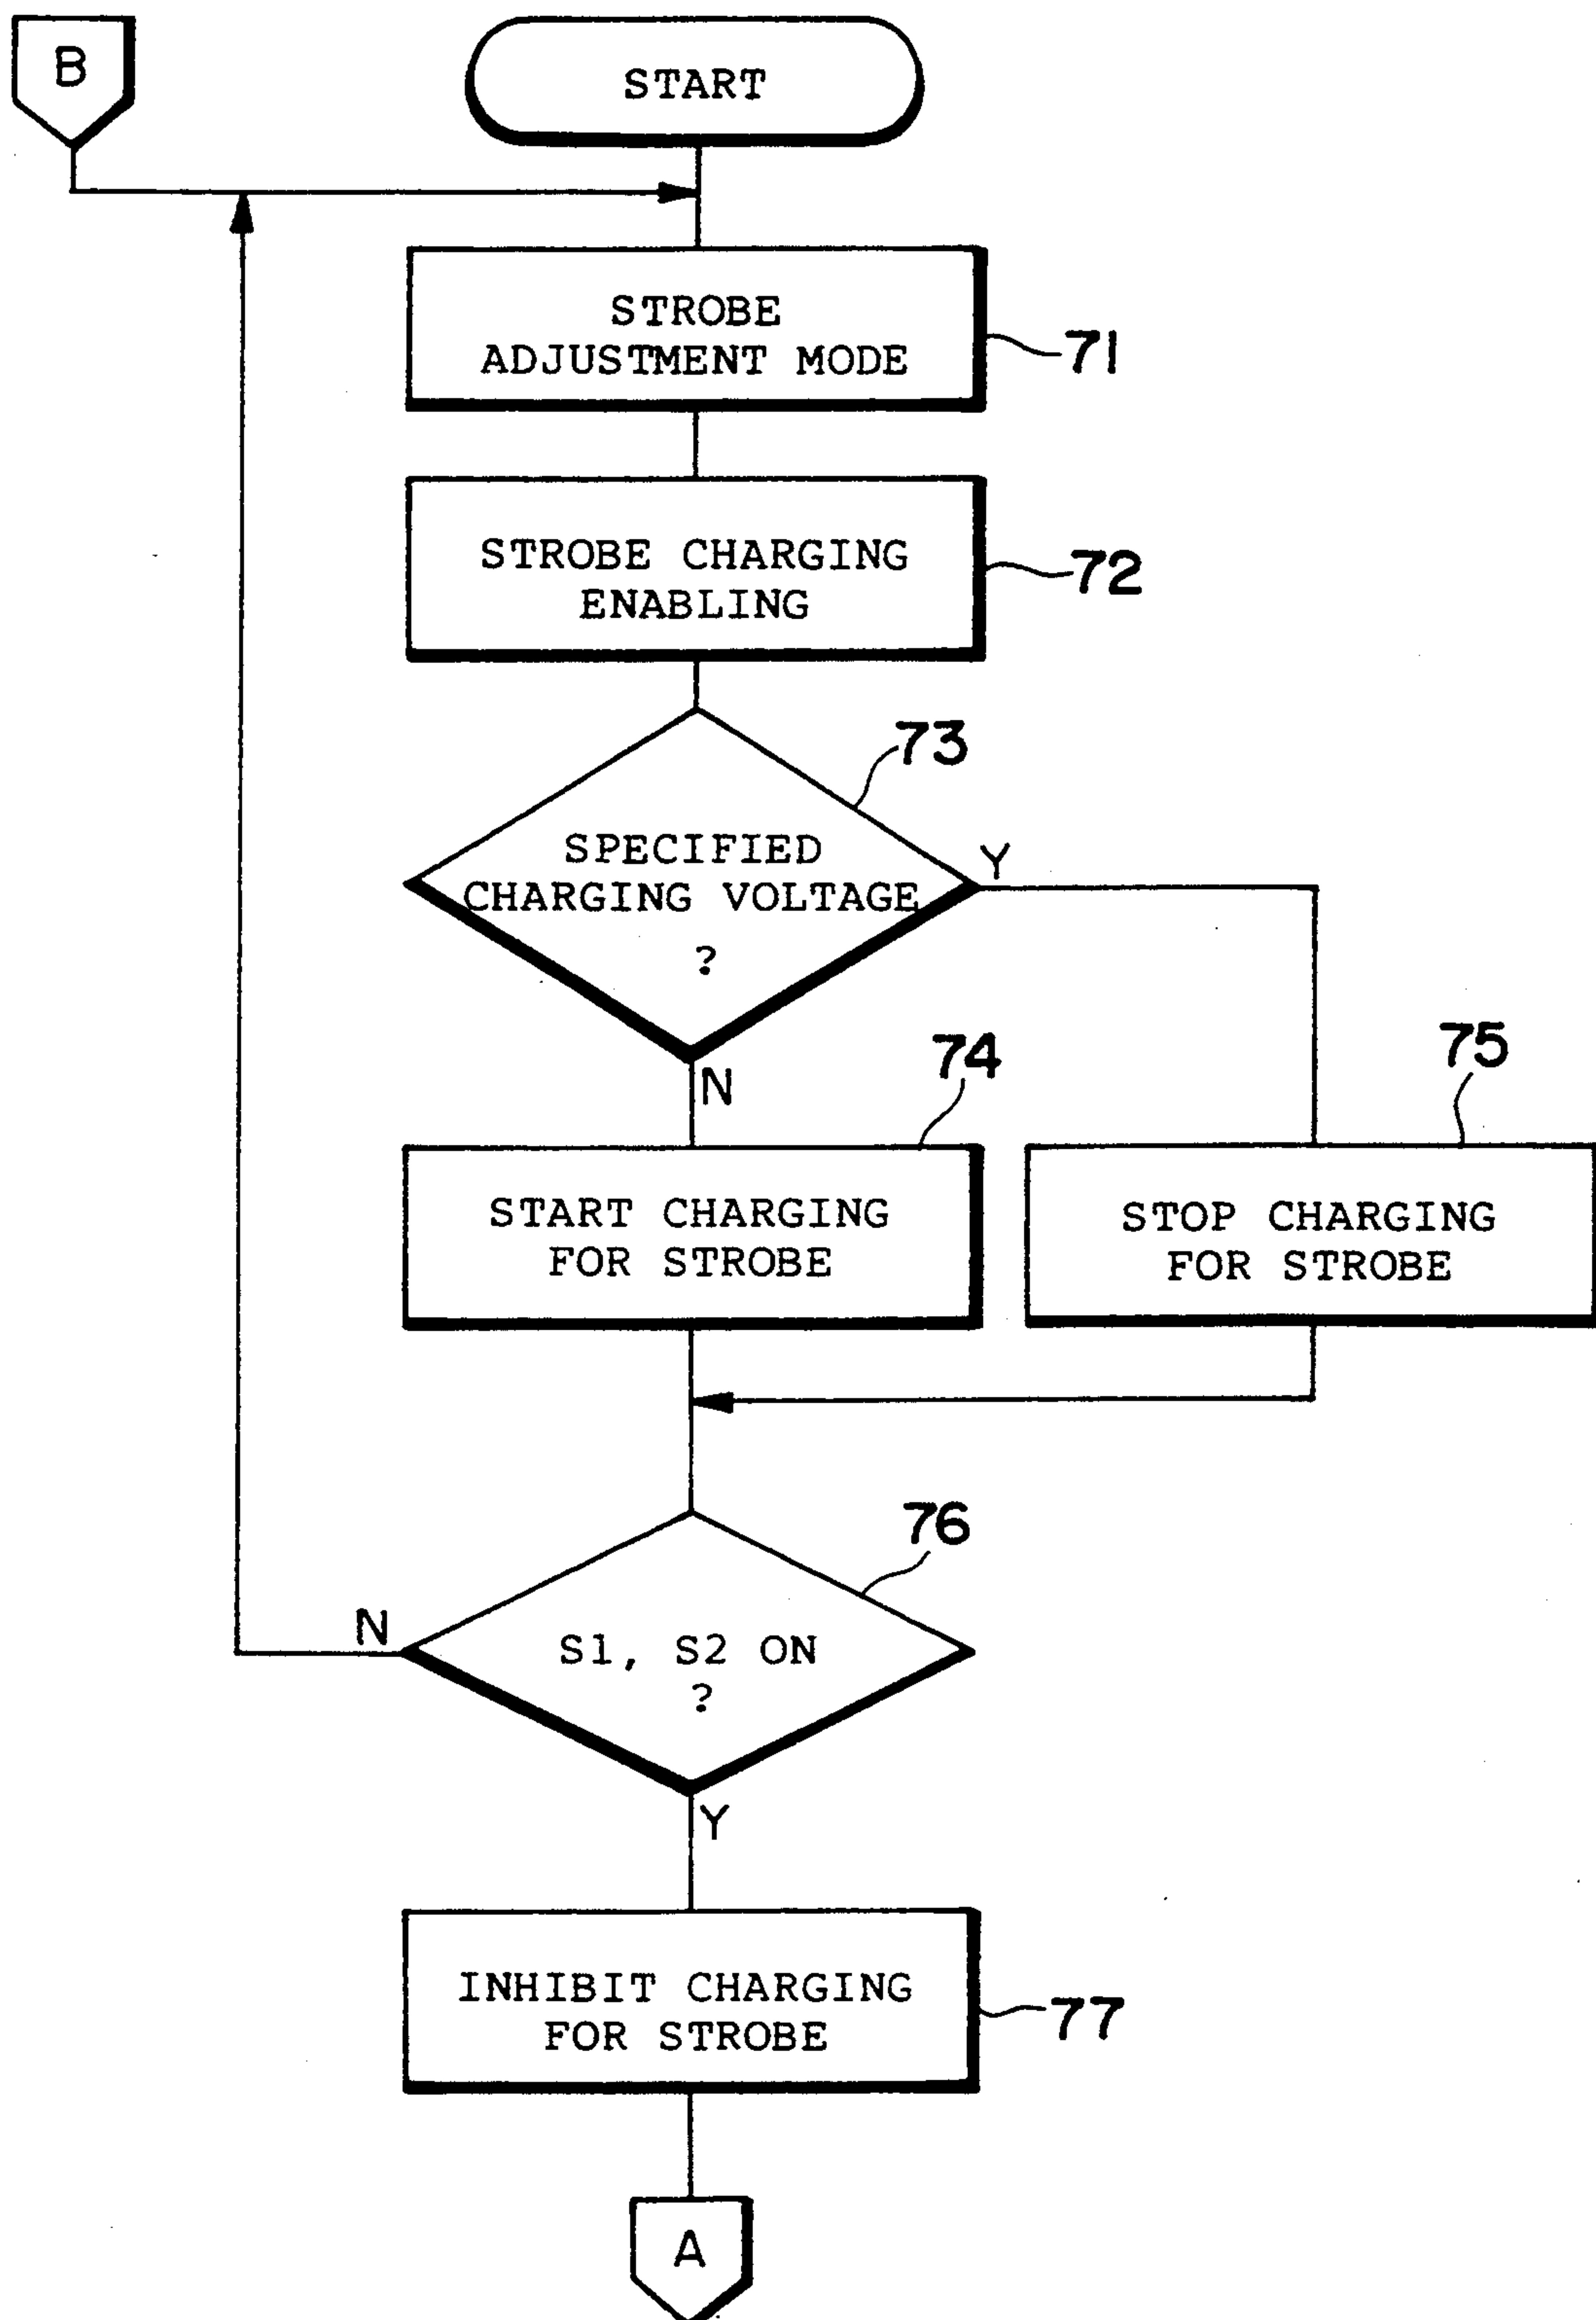 B
START
STROBE
ADJUSTMENT MODE
71
STROBE CHARGING
ENABLING
72
73
SPECIFIED
CHARGING VOLTAGE
?
Y
N
74
75
START CHARGING
FOR STROBE
STOP CHARGING
FOR STROBE
76
N
S1, S2 ON
?
Y
INHIBIT CHARGING
FOR STROBE
77
A